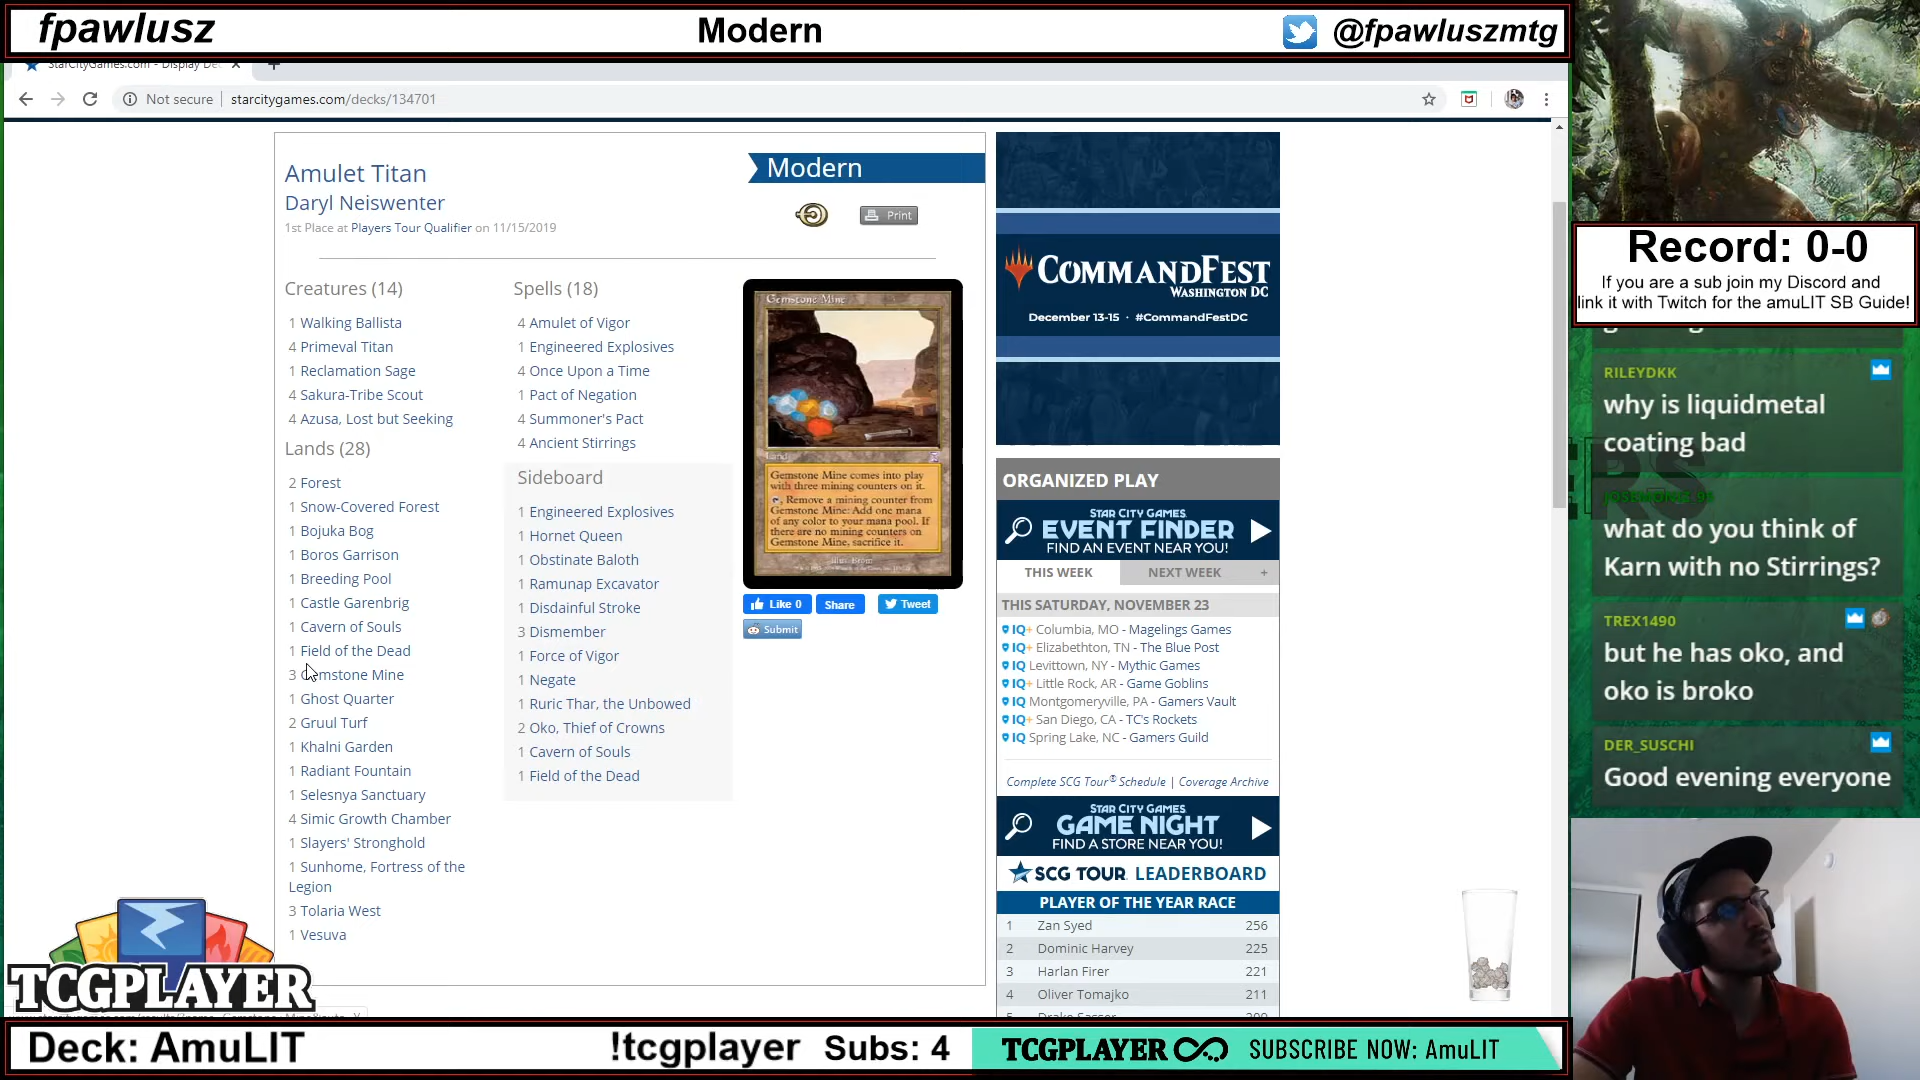 fpawlusz
Modern
@fpawluszmtg
StarCityGames.com - Display De
Not secure
starcitygames.com/decks/134701
Amulet Titan
Daryl Neiswenter
1st Place at Players Tour Qualifier on 11/15/2019
Modern
Print
Creatures (14)
1 Walking Ballista
4 Primeval Titan
1 Reclamation Sage
4 Sakura-Tribe Scout
4 Azusa, Lost but Seeking
Lands (28)
2 Forest
1 Snow-Covered Forest
1 Bojuka Bog
1 Boros Garrison
1 Breeding Pool
1 Castle Garenbrig
1 Cavern of Souls
1 Field of the Dead
3 Gemstone Mine
1 Ghost Quarter
2 Gruul Turf
1 Khalni Garden
1 Radiant Fountain
1 Selesnya Sanctuary
4 Simic Growth Chamber
1 Slayers' Stronghold
1 Sunhome, Fortress of the
Legion
3 Tolaria West
1 Vesuva
Spells (18)
4 Amulet of Vigor
1 Engineered Explosives
4 Once Upon a Time
1 Pact of Negation
4 Summoner's Pact
4 Ancient Stirrings
Sideboard
1 Engineered Explosives
1 Hornet Queen
1 Obstinate Baloth
1 Ramunap Excavator
1 Disdainful Stroke
3 Dismember
1 Force of Vigor
1 Negate
1 Ruric Thar, the Unbowed
2 Oko, Thief of Crowns
1 Cavern of Souls
1 Field of the Dead
Gemstone Mine
Land
Gemstone Mine comes into play
with three mining counters on it.
, Remove a mining counter from
Gemstone Mine: Add one mana
of any color to your mana pool. If
there are no mining counters on
Gemstone Mine, sacrifice it.
Illus. Brom
Like 0
Share
Tweet
Submit
COMMANDFEST
WASHINGTON DC
December 13-15 · #CommandFestDC
ORGANIZED PLAY
STAR CITY GAMES
EVENT FINDER
FIND AN EVENT NEAR YOU!
THIS WEEK
NEXT WEEK
+
THIS SATURDAY, NOVEMBER 23
IQ+ Columbia, MO - Magelings Games
IQ+ Elizabethton, TN - The Blue Post
IQ Levittown, NY - Mythic Games
IQ+ Little Rock, AR - Game Goblins
IQ Montgomeryville, PA - Gamers Vault
IQ+ San Diego, CA - TC's Rockets
IQ Spring Lake, NC - Gamers Guild
Complete SCG Tour® Schedule | Coverage Archive
STAR CITY GAMES
GAME NIGHT
FIND A STORE NEAR YOU!
SCG TOUR LEADERBOARD
PLAYER OF THE YEAR RACE
1 Zan Syed 256
2 Dominic Harvey 225
3 Harlan Firer 221
4 Oliver Tomajko 211
Record: 0-0
If you are a sub join my Discord and
link it with Twitch for the amuLIT SB Guide!
RILEYDKK
why is liquidmetal
coating bad
what do you think of
Karn with no Stirrings?
TREX1490
but he has oko, and
oko is broko
DER_SUSCHI
Good evening everyone
TCGPLAYER
Deck: AmuLIT
!tcgplayer
Subs: 4
TCGPLAYER
SUBSCRIBE NOW: AmuLIT